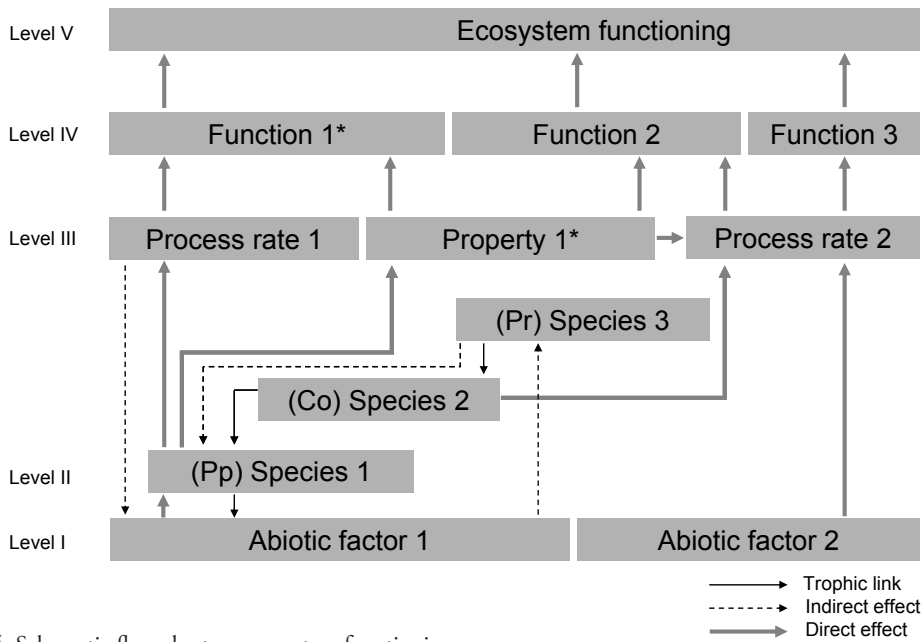 Level V
Ecosystem functioning
Level IV
Function 1*
Function 2
Function 3
Level III
Process rate 1
Property 1*
Process rate 2
(Pr) Species 3
(Co) Species 2
Level II
(Pp) Species 1
Level I
Abiotic factor 1
Abiotic factor 2
Trophic link
Indirect effect
Direct effect